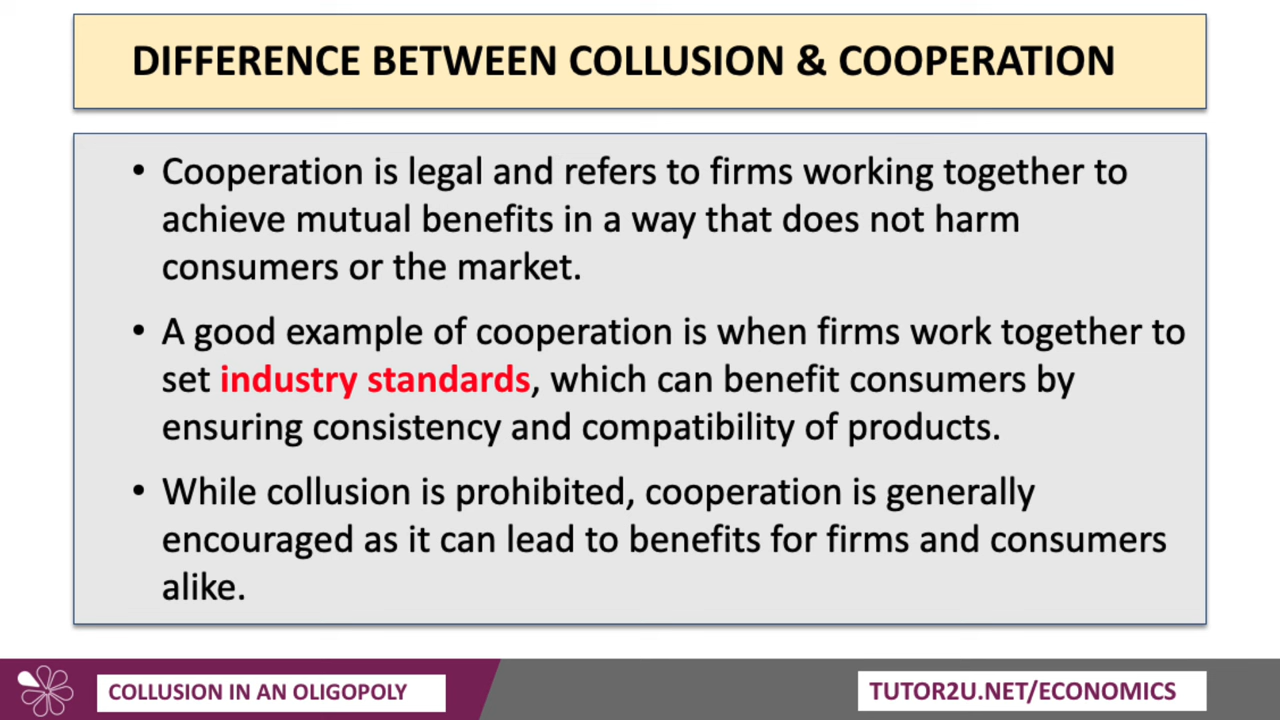 DIFFERENCE BETWEEN COLLUSION & COOPERATION
• Cooperation is legal and refers to firms working together to
achieve mutual benefits in a way that does not harm
consumers or the market.
• A good example of cooperation is when firms work together to
set industry standards, which can benefit consumers by
ensuring consistency and compatibility of products.
• While collusion is prohibited, cooperation is generally
encouraged as it can lead to benefits for firms and consumers
alike.
COLLUSION IN AN OLIGOPOLY
TUTOR2U.NET/ECONOMICS